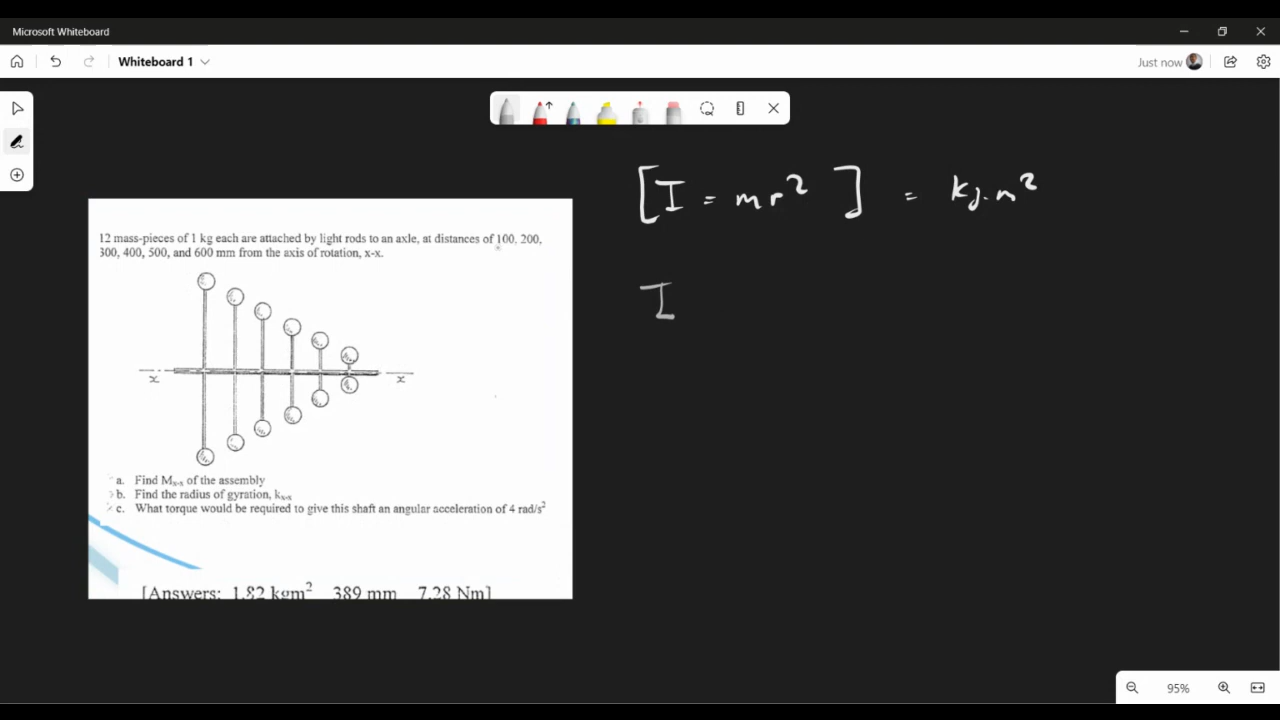 Microsoft Whiteboard
Whiteboard 1
Just now
[I = mr² ] = kg.m²
12 mass-pieces of 1 kg each are attached by light rods to an axle, at distances of 100, 200,
300, 400, 500, and 600 mm from the axis of rotation, x-x.
I
x x
a. Find Mx-x of the assembly
b. Find the radius of gyration, kx-x
c. What torque would be required to give this shaft an angular acceleration of 4 rad/s²
[Answers: 1.82 kgm² 389 mm 7.28 Nm]
95%